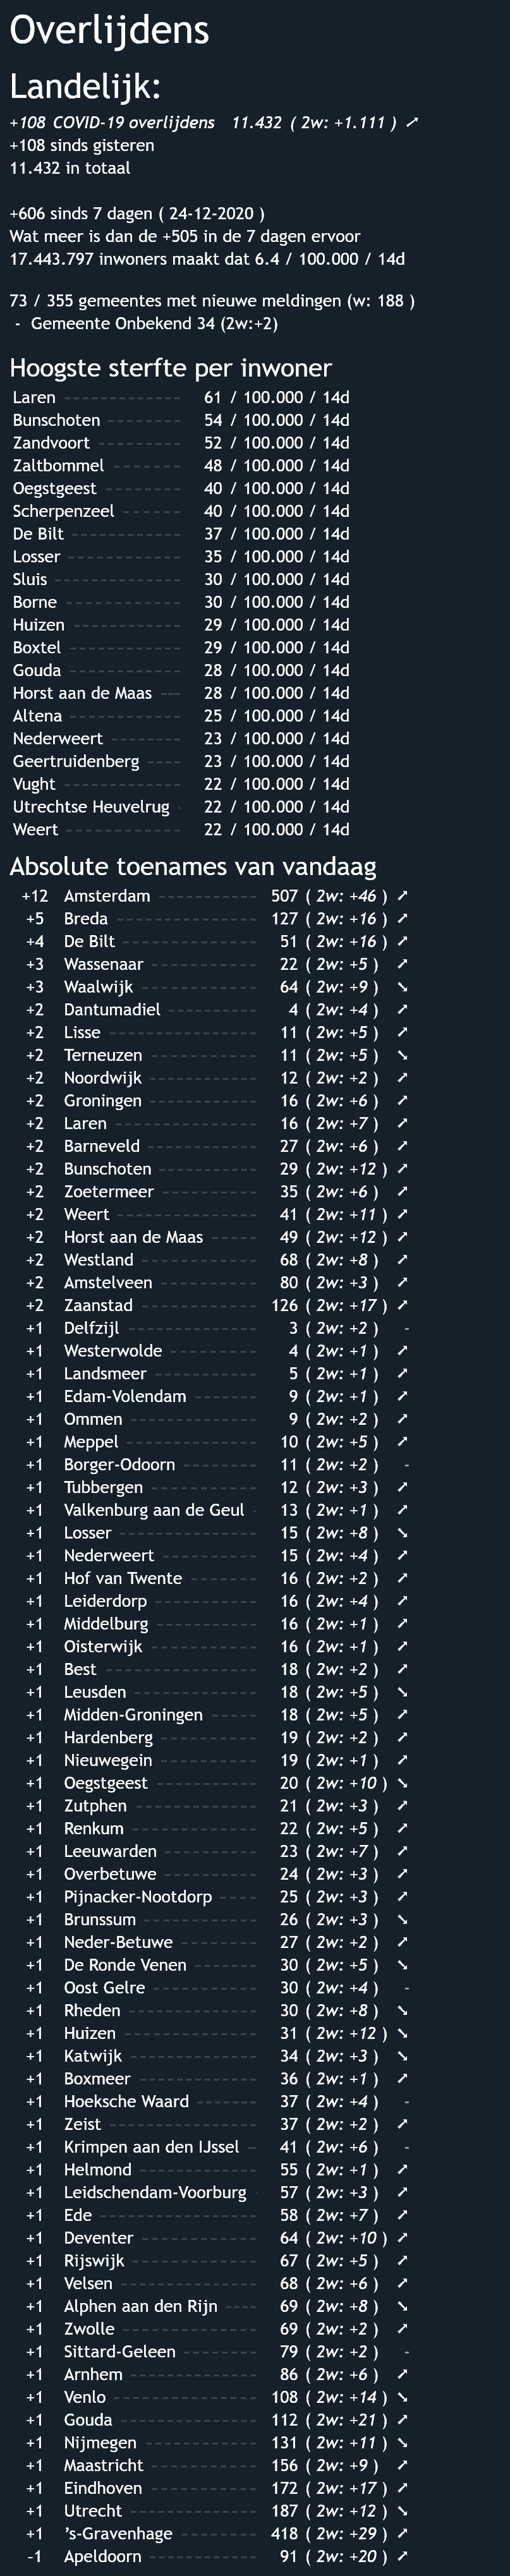 Overlijdens
Landelijk:
+108 COVID-19 overlijdens 11.432 ( 2w: +1.111 ) ➚
+108 sinds gisteren
11.432 in totaal
+606 sinds 7 dagen ( 24-12-2020 )
Wat meer is dan de +505 in de 7 dagen ervoor
17.443.797 inwoners maakt dat 6.4 / 100.000 / 14d
73 / 355 gemeentes met nieuwe meldingen (w: 188 )
- Gemeente Onbekend 34 (2w:+2)
Hoogste sterfte per inwoner
Laren ------------- 61 / 100.000 / 14d
Bunschoten --------- 54 / 100.000 / 14d
Zandvoort --------- 52 / 100.000 / 14d
Zaltbommel ------- 48 / 100.000 / 14d
Oegstgeest -------- 40 / 100.000 / 14d
Scherpenzeel ------ 40 / 100.000 / 14d
De Bilt ------------ 37 / 100.000 / 14d
Losser ------------- 35 / 100.000 / 14d
Sluis -------------- 30 / 100.000 / 14d
Borne ------------- 30 / 100.000 / 14d
Huizen ------------ 29 / 100.000 / 14d
Boxtel ------------ 29 / 100.000 / 14d
Gouda ------------- 28 / 100.000 / 14d
Horst aan de Maas --- 28 / 100.000 / 14d
Altena ------------ 25 / 100.000 / 14d
Nederweert ------- 23 / 100.000 / 14d
Geertruidenberg ---- 23 / 100.000 / 14d
Vught ------------- 22 / 100.000 / 14d
Utrechtse Heuvelrug - 22 / 100.000 / 14d
Weert ------------ 22 / 100.000 / 14d
Absolute toenames van vandaag
+12 Amsterdam ----------- 507 ( 2w: +46 ) ➚
+5 Breda ---------------- 127 ( 2w: +16 ) ➚
+4 De Bilt --------------- 51 ( 2w: +16 ) ➚
+3 Wassenaar ------------ 22 ( 2w: +5 ) ➚
+3 Waalwijk ------------- 64 ( 2w: +9 ) ➘
+2 Dantumadiel ---------- 4 ( 2w: +4 ) ➚
+2 Lisse ----------------- 11 ( 2w: +5 ) ➚
+2 Terneuzen ------------ 11 ( 2w: +5 ) ➘
+2 Noordwijk ------------ 12 ( 2w: +2 ) ➚
+2 Groningen ------------ 16 ( 2w: +6 ) ➚
+2 Laren ---------------- 16 ( 2w: +7 ) ➚
+2 Barneveld ------------ 27 ( 2w: +6 ) ➚
+2 Bunschoten ----------- 29 ( 2w: +12 ) ➚
+2 Zoetermeer ----------- 35 ( 2w: +6 ) ➚
+2 Weert ---------------- 41 ( 2w: +11 ) ➚
+2 Horst aan de Maas ----- 49 ( 2w: +12 ) ➚
+2 Westland ------------- 68 ( 2w: +8 ) ➚
+2 Amstelveen ----------- 80 ( 2w: +3 ) ➚
+2 Zaanstad ------------- 126 ( 2w: +17 ) ➚
+1 Delfzijl -------------- 3 ( 2w: +2 ) -
+1 Westerwolde ---------- 4 ( 2w: +1 ) ➚
+1 Landsmeer ------------ 5 ( 2w: +1 ) ➚
+1 Edam-Volendam ------- 9 ( 2w: +1 ) ➚
+1 Ommen -------------- 9 ( 2w: +2 ) ➚
+1 Meppel -------------- 10 ( 2w: +5 ) ➚
+1 Borger-Odoorn -------- 11 ( 2w: +2 ) -
+1 Tubbergen ------------ 12 ( 2w: +3 ) ➚
+1 Valkenburg aan de Geul - 13 ( 2w: +1 ) ➚
+1 Losser --------------- 15 ( 2w: +8 ) ➘
+1 Nederweert ----------- 15 ( 2w: +4 ) ➚
+1 Hof van Twente -------- 16 ( 2w: +2 ) ➚
+1 Leiderdorp ----------- 16 ( 2w: +4 ) ➚
+1 Middelburg ----------- 16 ( 2w: +1 ) ➚
+1 Oisterwijk ------------ 16 ( 2w: +1 ) ➚
+1 Best ---------------- 18 ( 2w: +2 ) ➚
+1 Leusden ------------- 18 ( 2w: +5 ) ➘
+1 Midden-Groningen ----- 18 ( 2w: +5 ) ➚
+1 Hardenberg ----------- 19 ( 2w: +2 ) ➚
+1 Nieuwegein ----------- 19 ( 2w: +1 ) ➚
+1 Oegstgeest ----------- 20 ( 2w: +10 ) ➘
+1 Zutphen ------------- 21 ( 2w: +3 ) ➚
+1 Renkum ------------- 22 ( 2w: +5 ) ➚
+1 Leeuwarden ---------- 23 ( 2w: +7 ) ➚
+1 Overbetuwe ---------- 24 ( 2w: +3 ) ➚
+1 Pijnacker-Nootdorp ---- 25 ( 2w: +3 ) ➚
+1 Brunssum ------------ 26 ( 2w: +3 ) ➘
+1 Neder-Betuwe -------- 27 ( 2w: +2 ) ➚
+1 De Ronde Venen ------- 30 ( 2w: +5 ) ➘
+1 Oost Gelre ----------- 30 ( 2w: +4 ) -
+1 Rheden -------------- 30 ( 2w: +8 ) ➘
+1 Huizen -------------- 31 ( 2w: +12 ) ➘
+1 Katwijk -------------- 34 ( 2w: +3 ) ➘
+1 Boxmeer ------------- 36 ( 2w: +1 ) ➚
+1 Hoeksche Waard ------- 37 ( 2w: +4 ) -
+1 Zeist ---------------- 37 ( 2w: +2 ) ➚
+1 Krimpen aan den IJssel - 41 ( 2w: +6 ) -
+1 Helmond ------------- 55 ( 2w: +1 ) ➚
+1 Leidschendam-Voorburg - 57 ( 2w: +3 ) ➚
+1 Ede ----------------- 58 ( 2w: +7 ) ➚
+1 Deventer ------------ 64 ( 2w: +10 ) ➚
+1 Rijswijk ------------- 67 ( 2w: +5 ) ➚
+1 Velsen --------------- 68 ( 2w: +6 ) ➚
+1 Alphen aan den Rijn ---- 69 ( 2w: +8 ) ➘
+1 Zwolle --------------- 69 ( 2w: +2 ) ➚
+1 Sittard-Geleen -------- 79 ( 2w: +2 ) -
+1 Arnhem ------------- 86 ( 2w: +6 ) ➚
+1 Venlo --------------- 108 ( 2w: +14 ) ➘
+1 Gouda --------------- 112 ( 2w: +21 ) ➚
+1 Nijmegen ------------ 131 ( 2w: +11 ) ➘
+1 Maastricht ----------- 156 ( 2w: +9 ) ➚
+1 Eindhoven ------------ 172 ( 2w: +17 ) ➚
+1 Utrecht -------------- 187 ( 2w: +12 ) ➘
+1 ’s-Gravenhage -------- 418 ( 2w: +29 ) ➚
-1 Apeldoorn ------------ 91 ( 2w: +20 ) ➚